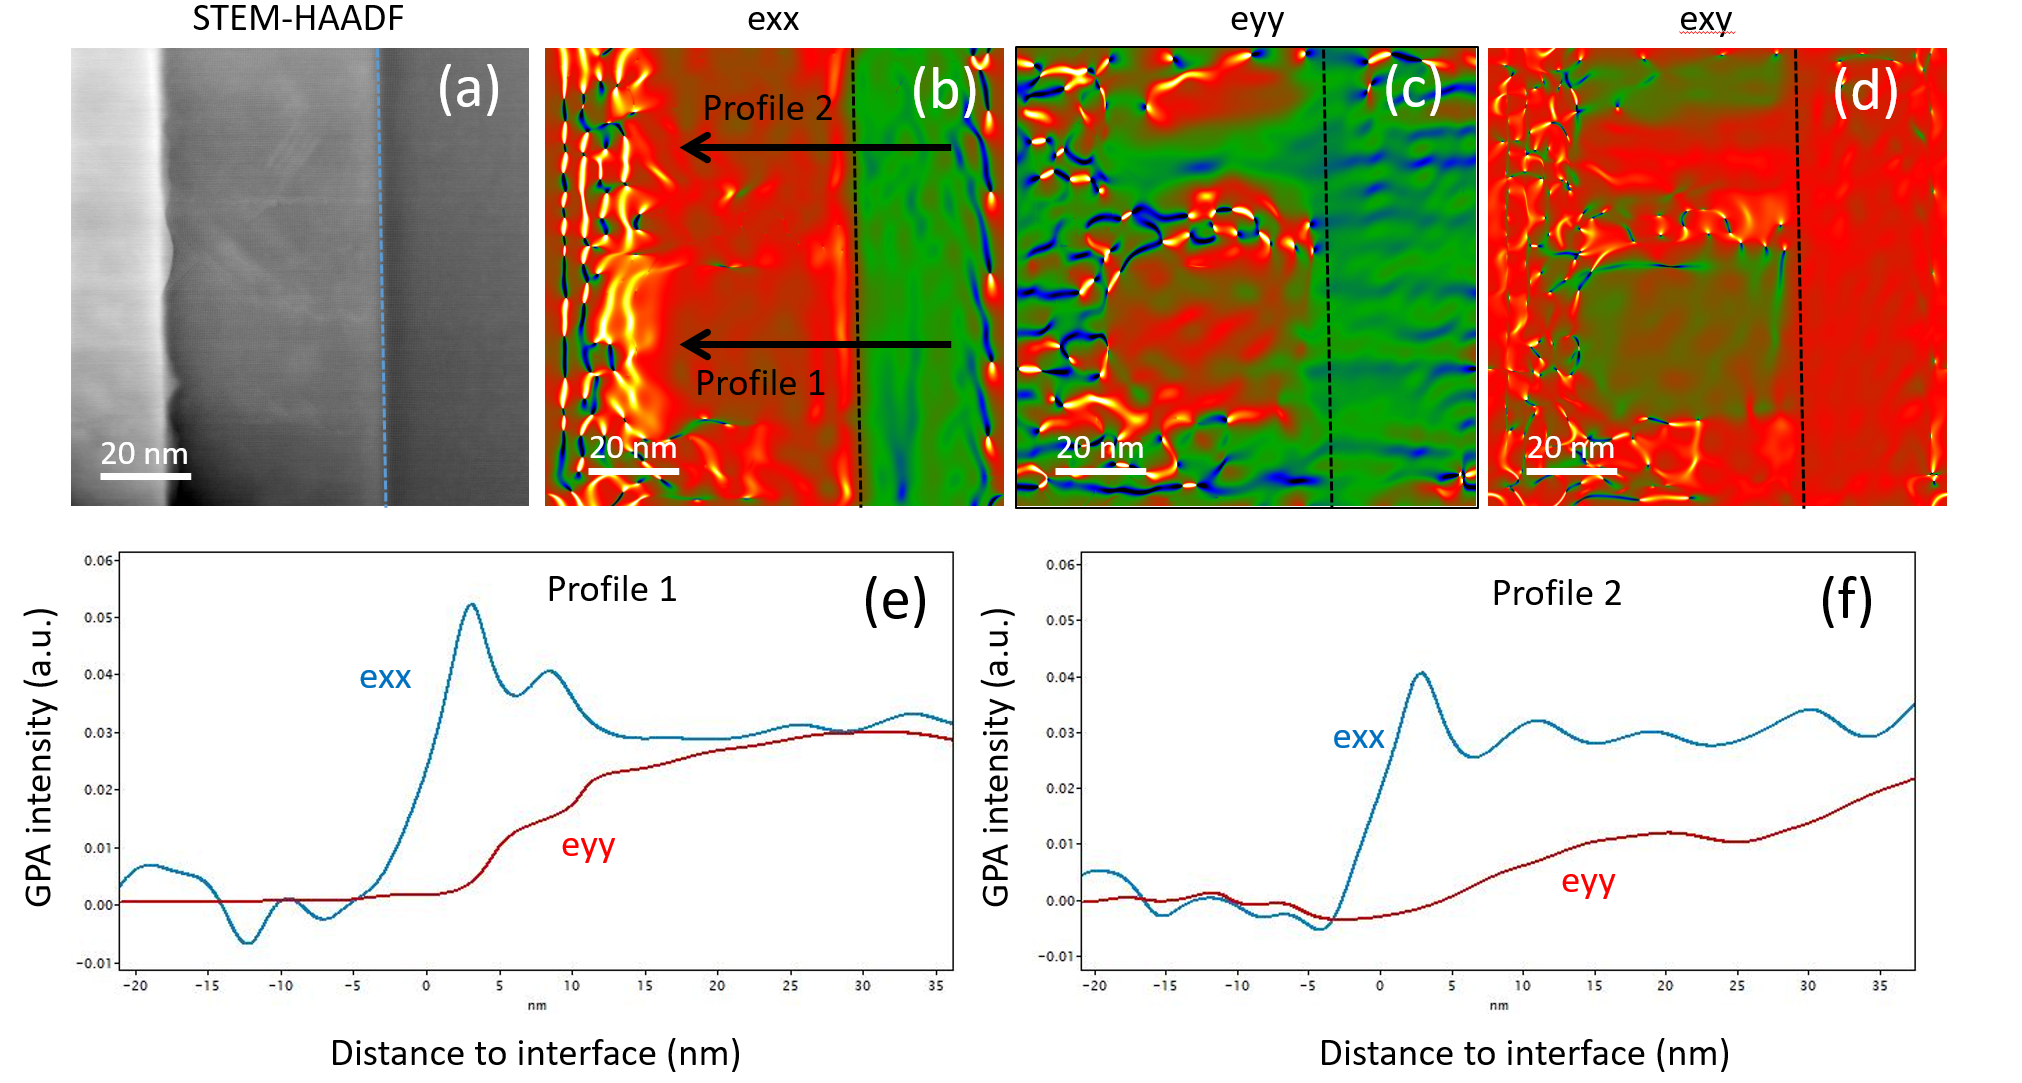 STEM-HAADF
exx
eyy
exy
(a)
(b)
(c)
(d)
Profile 2
Profile 1
20 nm
20 nm
20 nm
20 nm
Profile 1
(e)
exx
eyy
GPA intensity (a.u.)
0.06
0.05
0.04
0.03
0.02
0.01
0.00
−0.01
−20 −15 −10 −5 0 5 10 15 20 25 30 35
nm
Distance to interface (nm)
Profile 2
(f)
exx
eyy
GPA intensity (a.u.)
0.06
0.05
0.04
0.03
0.02
0.01
0.00
−0.01
−20 −15 −10 −5 0 5 10 15 20 25 30 35
nm
Distance to interface (nm)